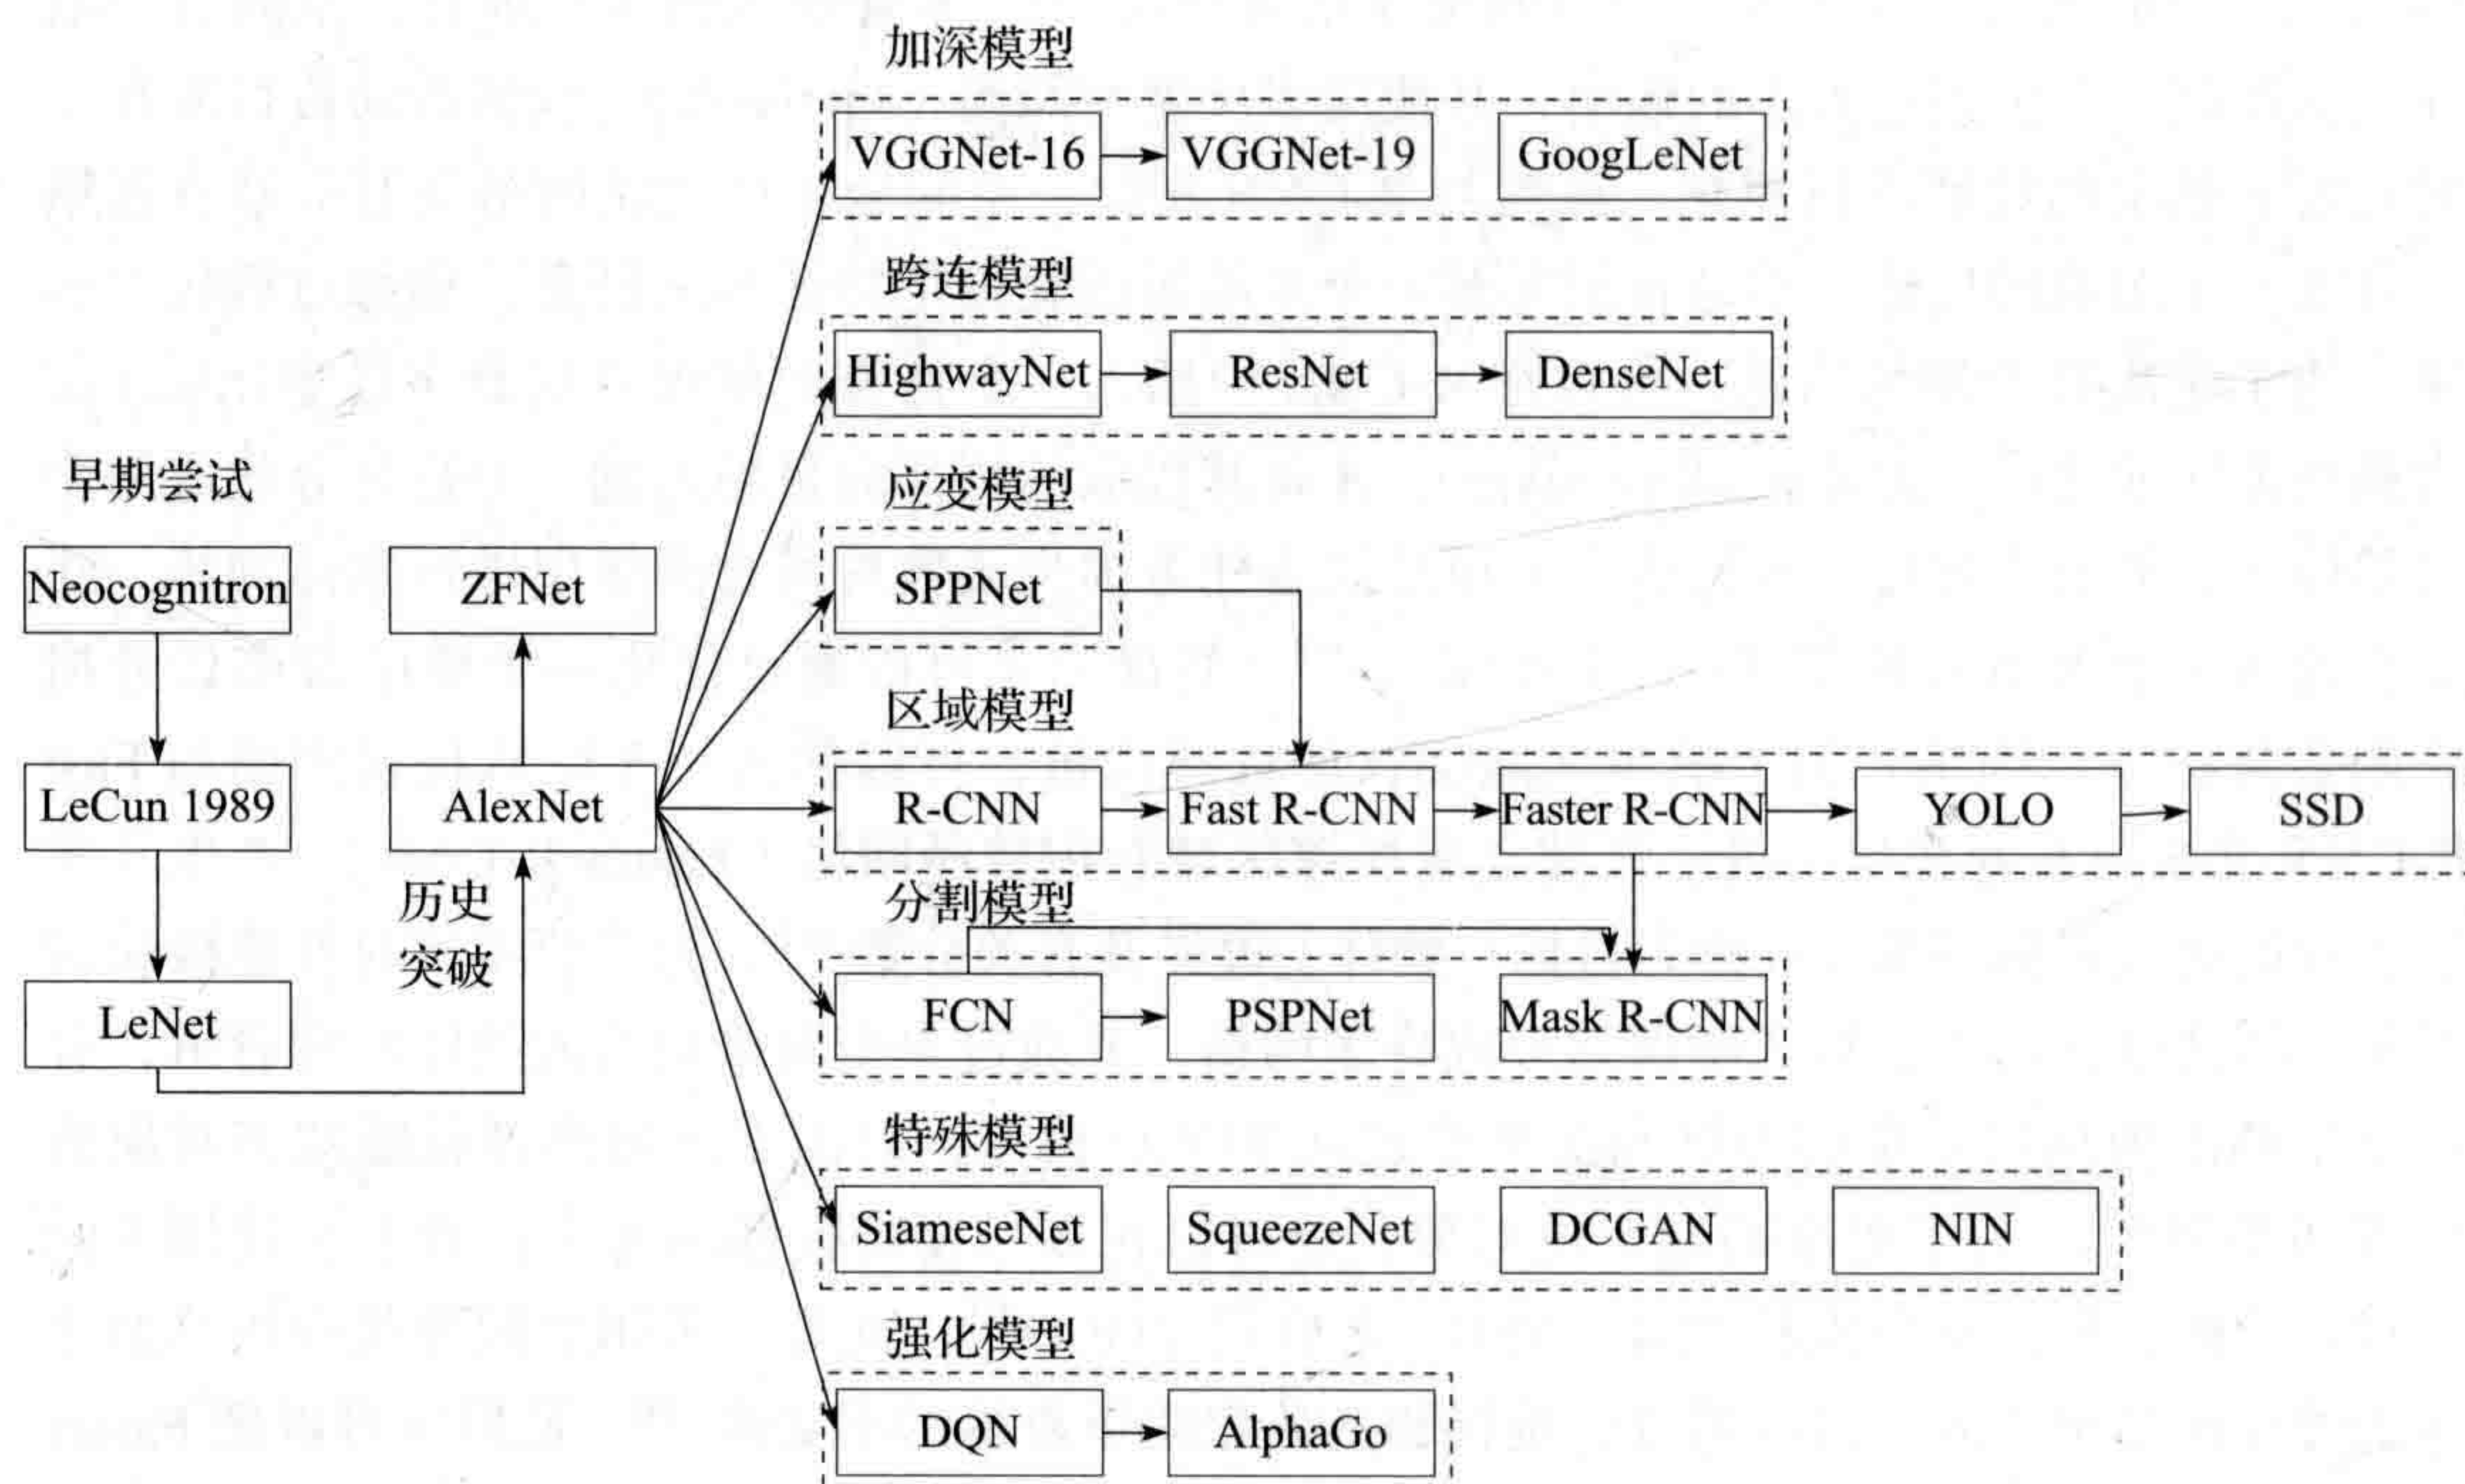 加深模型
VGGNet-16 VGGNet-19 GoogLeNet
跨连模型
HighwayNet ResNet DenseNet
早期尝试
应变模型
Neocognitron ZFNet SPPNet
区域模型
LeCun 1989 AlexNet R-CNN Fast R-CNN Faster R-CNN YOLO SSD
历史
突破
分割模型
LeNet FCN PSPNet Mask R-CNN
特殊模型
SiameseNet SqueezeNet DCGAN NIN
强化模型
DQN AlphaGo